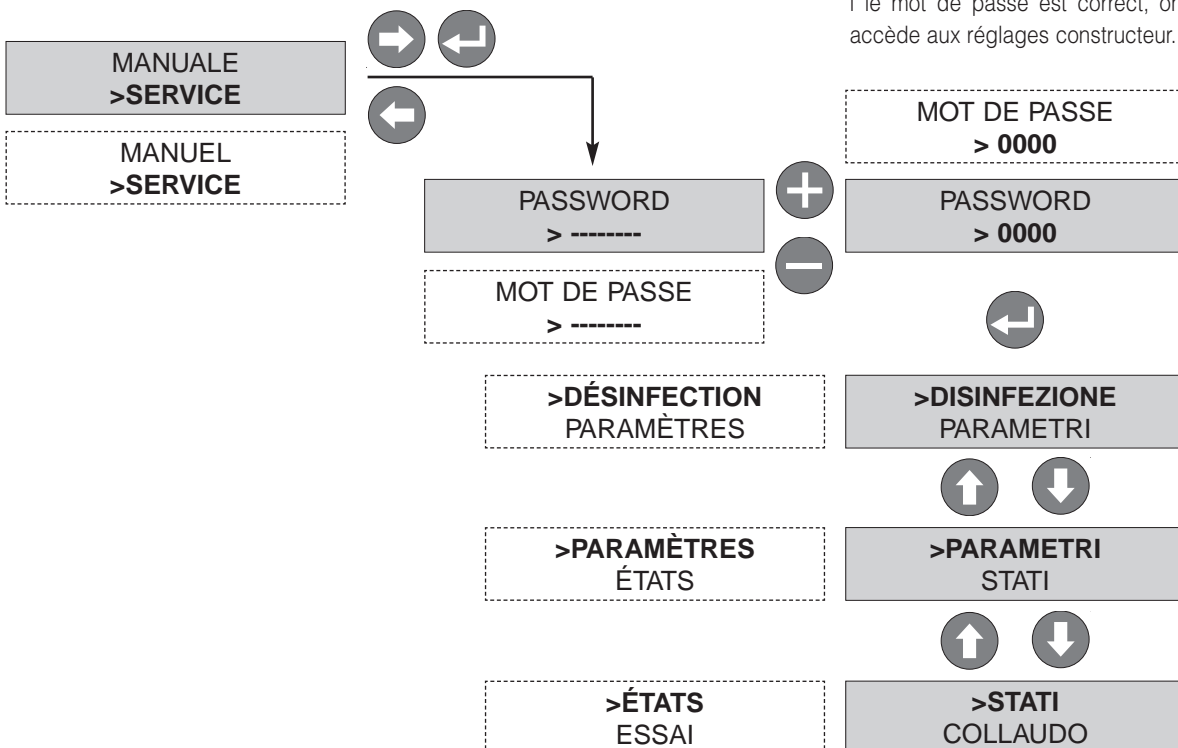 i le mot de passe est correct, on
accède aux réglages constructeur.
MANUALE
>SERVICE
MANUEL
>SERVICE
MOT DE PASSE
> 0000
PASSWORD
> --------
PASSWORD
> 0000
MOT DE PASSE
> --------
>DÉSINFECTION
PARAMÈTRES
>DISINFEZIONE
PARAMETRI
>PARAMÈTRES
ÉTATS
>PARAMETRI
STATI
>ÉTATS
ESSAI
>STATI
COLLAUDO